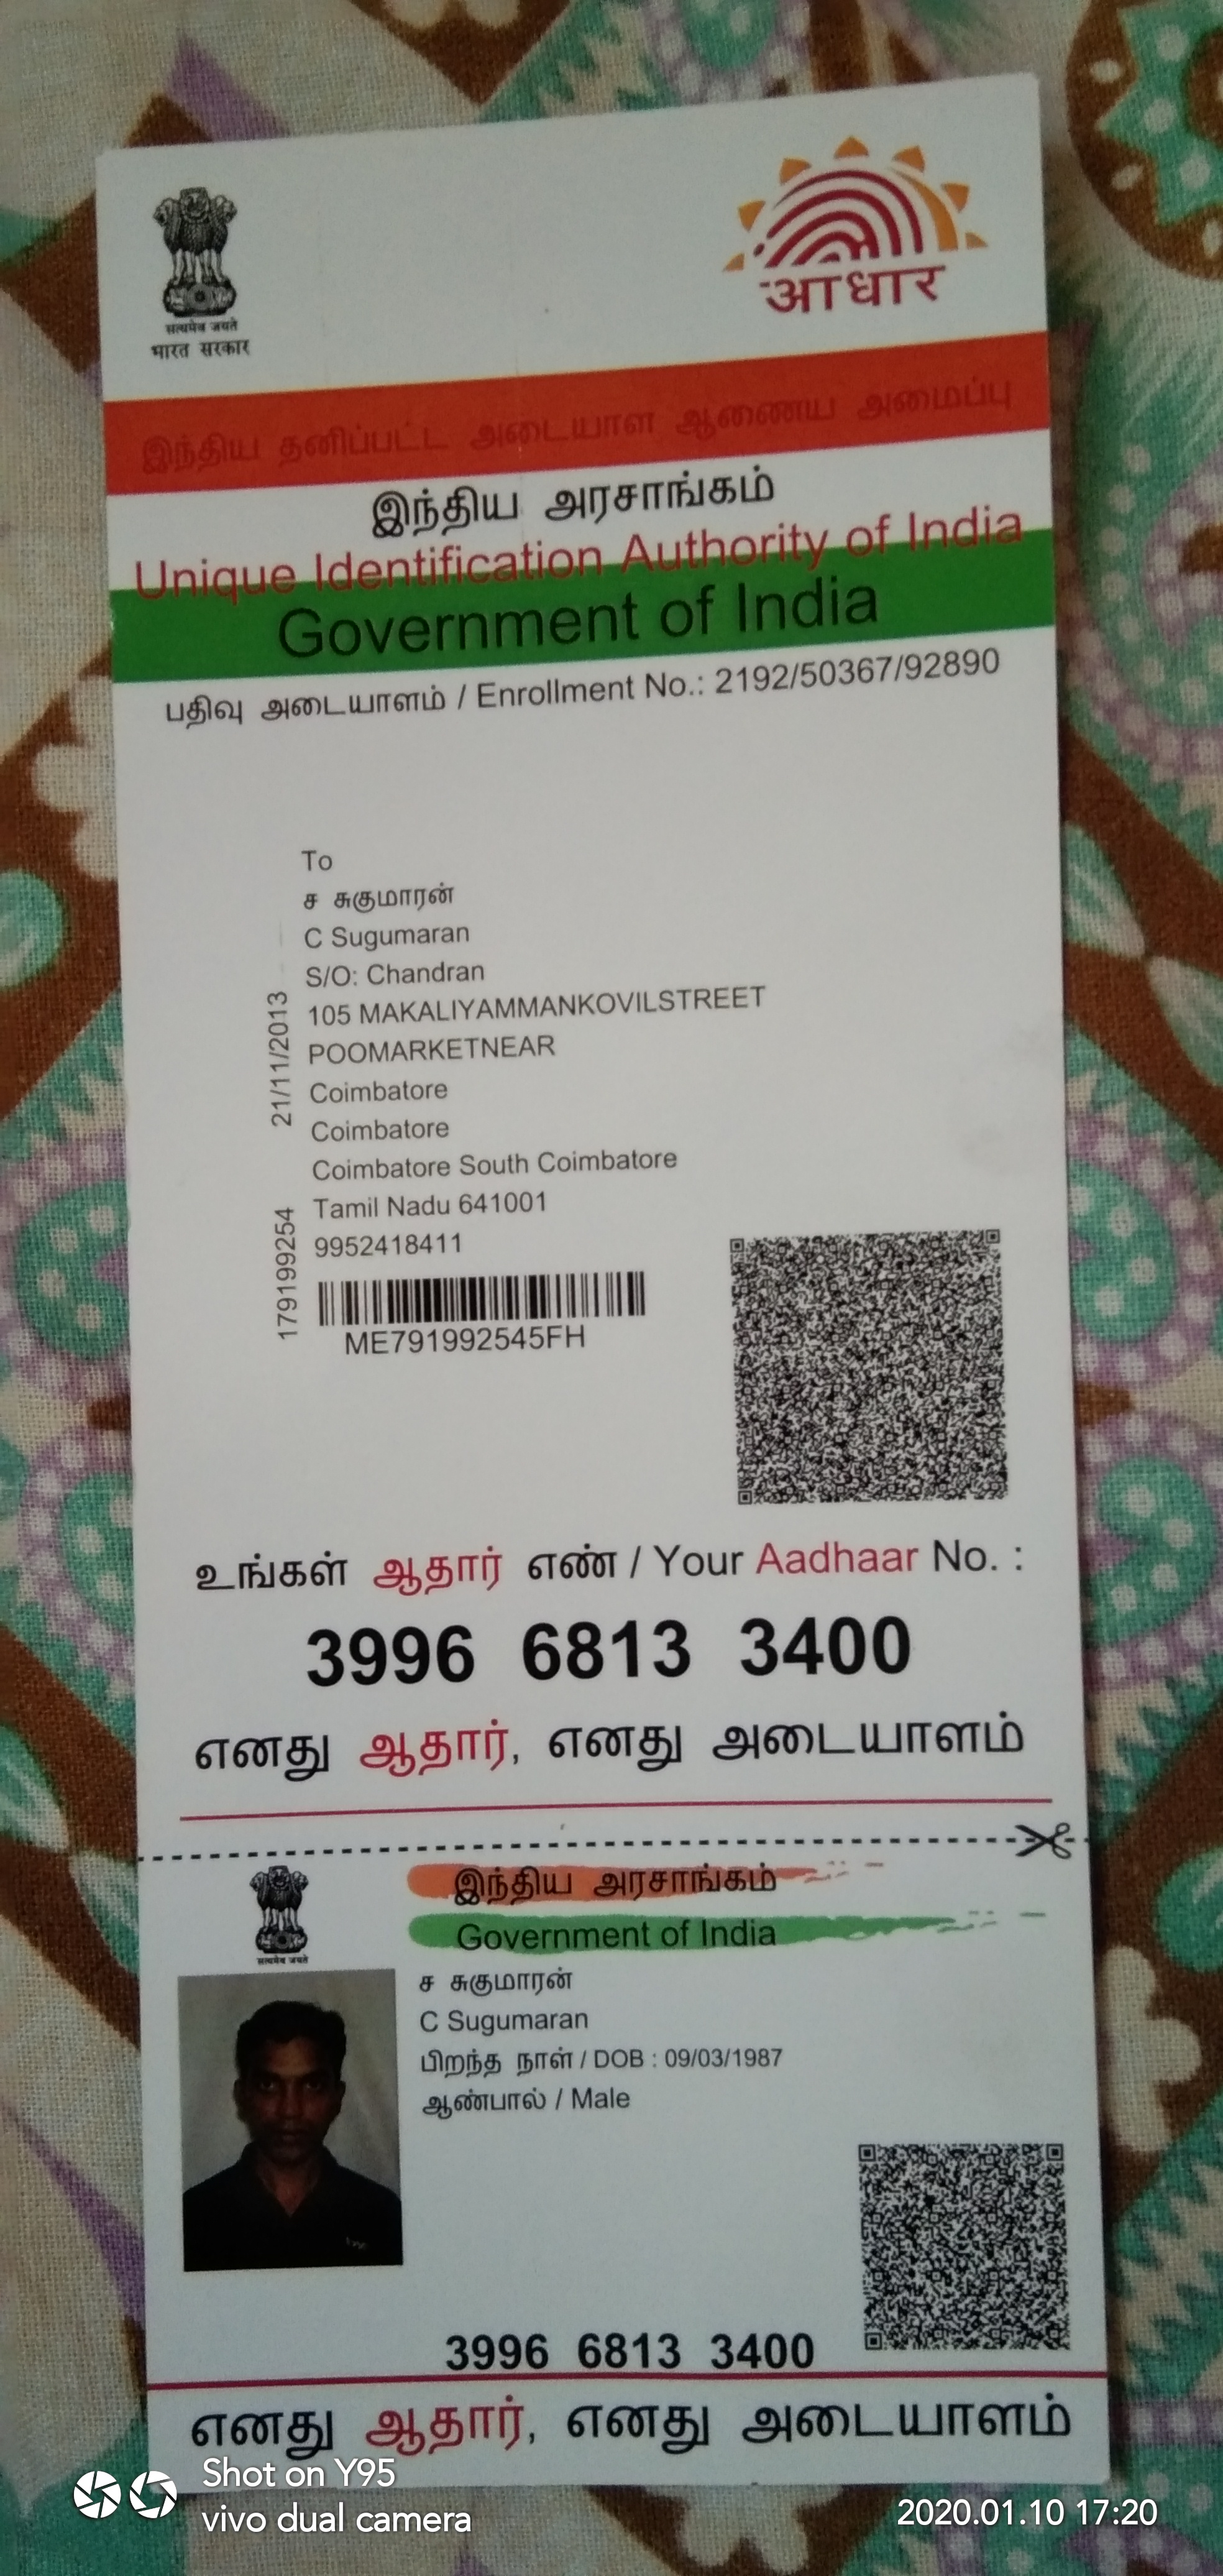 सत्यमेव जयते
भारत सरकार
आधार
இந்திய தனிப்பட்ட அடையாள ஆணைய அமைப்பு
இந்திய அரசாங்கம்
Unique Identification Authority of India
Government of India
பதிவு அடையாளம் / Enrollment No.: 2192/50367/92890
To
ச சுகுமாரன்
C Sugumaran
S/O: Chandran
105 MAKALIYAMMANKOVILSTREET
POOMARKETNEAR
Coimbatore
Coimbatore
Coimbatore South Coimbatore
Tamil Nadu 641001
9952418411
21/11/2013
179199254
ME791992545FH
உங்கள் ஆதார் எண் / Your Aadhaar No. :
3996 6813 3400
எனது ஆதார், எனது அடையாளம்
सत्यमेव जयते
இந்திய அரசாங்கம்
Government of India
ச சுகுமாரன்
C Sugumaran
பிறந்த நாள் / DOB : 09/03/1987
ஆண்பால் / Male
3996 6813 3400
எனது ஆதார், எனது அடையாளம்
Shot on Y95
vivo dual camera
2020.01.10 17:20